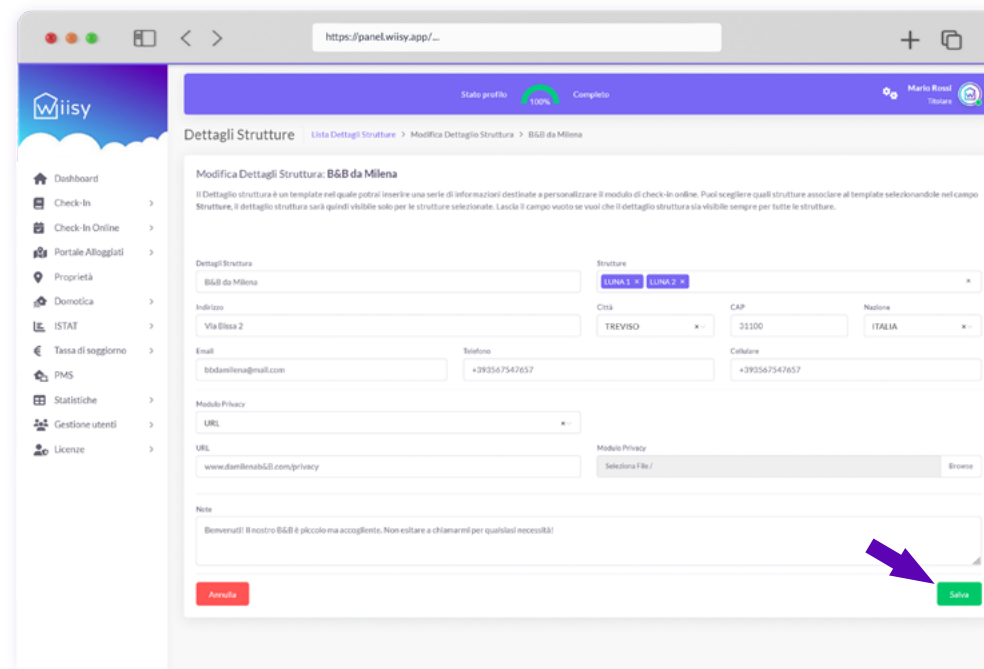 https://panel.wiisy.app/...
Wiisy
Stato profilo 100% Completo
Mario Rossi
Titolare
Dettagli Strutture Lista Dettagli Strutture > Modifica Dettaglio Struttura > B&B da Milena
Dashboard
Check-In
Check-In Online
Portale Alloggiati
Proprietà
Domotica
ISTAT
Tassa di soggiorno
PMS
Statistiche
Gestione utenti
Licenze
Modifica Dettagli Struttura: B&B da Milena
Il Dettaglio struttura è un template nel quale potrai inserire una serie di informazioni destinate a personalizzare il modulo di check-in online. Puoi scegliere quali strutture associare al template selezionandole nel campo
Strutture, il dettaglio struttura sarà quindi visibile solo per le strutture selezionate. Lascia il campo vuoto se vuoi che il dettaglio struttura sia visibile sempre per tutte le strutture.
Dettagli Struttura Strutture
B&B da Milena LUNA 1 × LUNA 2 × ×
Indirizzo Città CAP Nazione
Via Bissa 2 TREVISO × 31100 ITALIA ×
Email Telefono Cellulare
bbdamilena@mail.com +393567547657 +393567547657
Modulo Privacy
URL ×
URL Modulo Privacy
www.damilenab&B.com/privacy Seleziona File / Browse
Note
Benvenuti! Il nostro B&B è piccolo ma accogliente. Non esitare a chiamarmi per qualsiasi necessità!
Annulla Salva